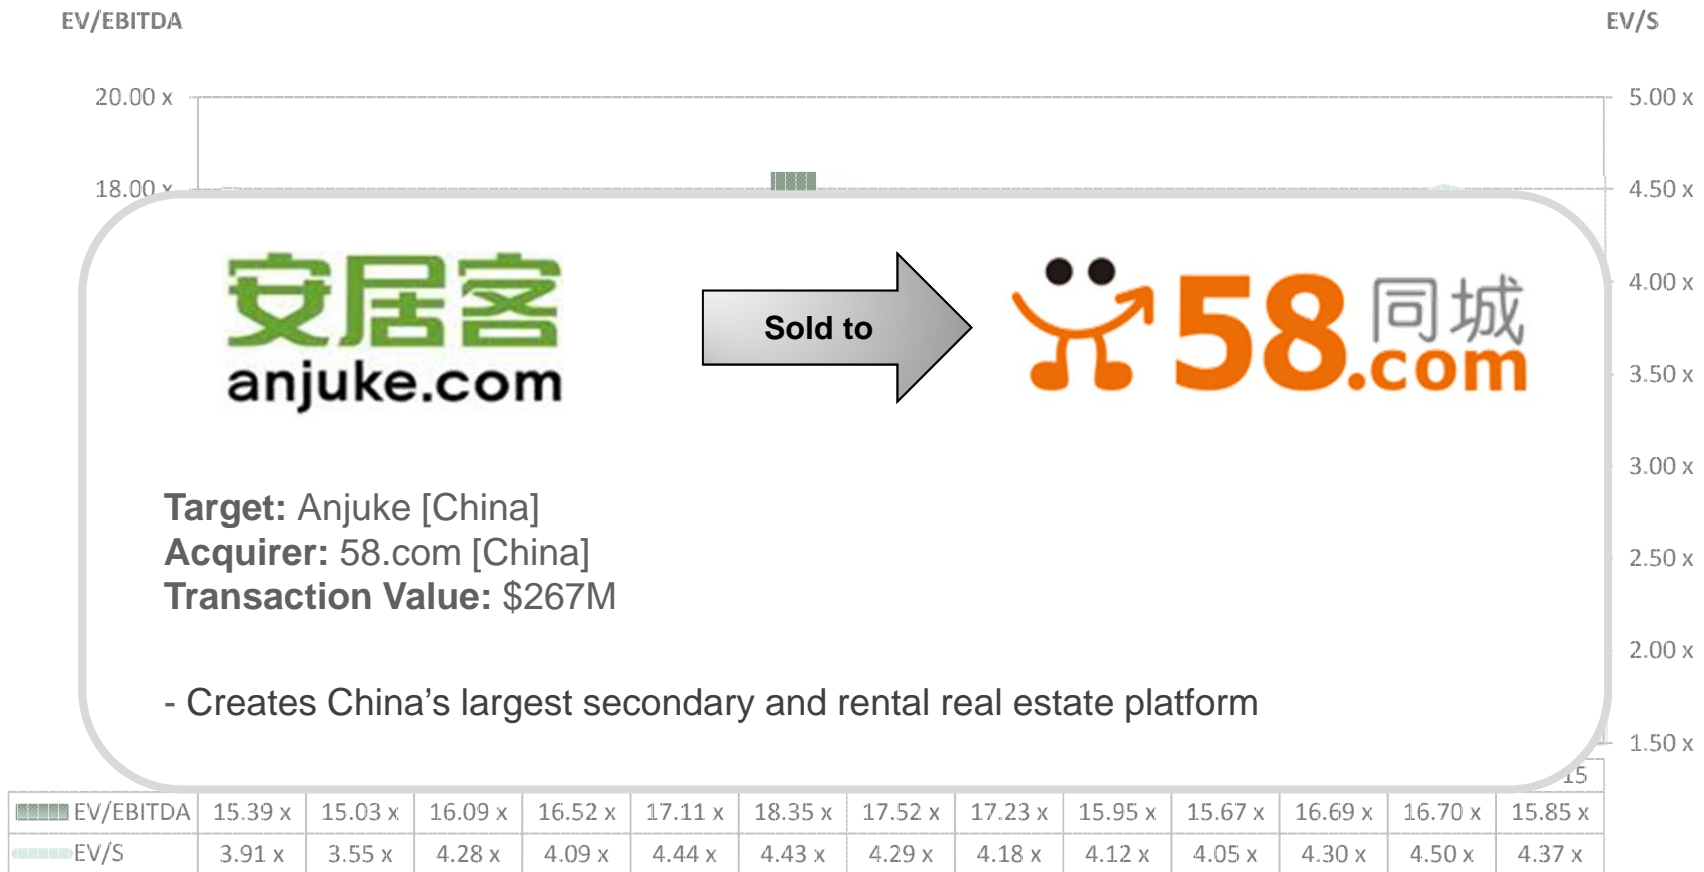 EV/EBITDA
EV/S
20.00 x
5.00 x
18.00 x
4.50 x
安居客
anjuke.com
Sold to
58同城
.com
4.00 x
3.50 x
3.00 x
Target: Anjuke [China]
Acquirer: 58.com [China]
2.50 x
Transaction Value: $267M
2.00 x
- Creates China’s largest secondary and rental real estate platform
1.50 x
15
EV/EBITDA 15.39 x 15.03 x 16.09 x 16.52 x 17.11 x 18.35 x 17.52 x 17.23 x 15.95 x 15.67 x 16.69 x 16.70 x 15.85 x
EV/S 3.91 x 3.55 x 4.28 x 4.09 x 4.44 x 4.43 x 4.29 x 4.18 x 4.12 x 4.05 x 4.30 x 4.50 x 4.37 x